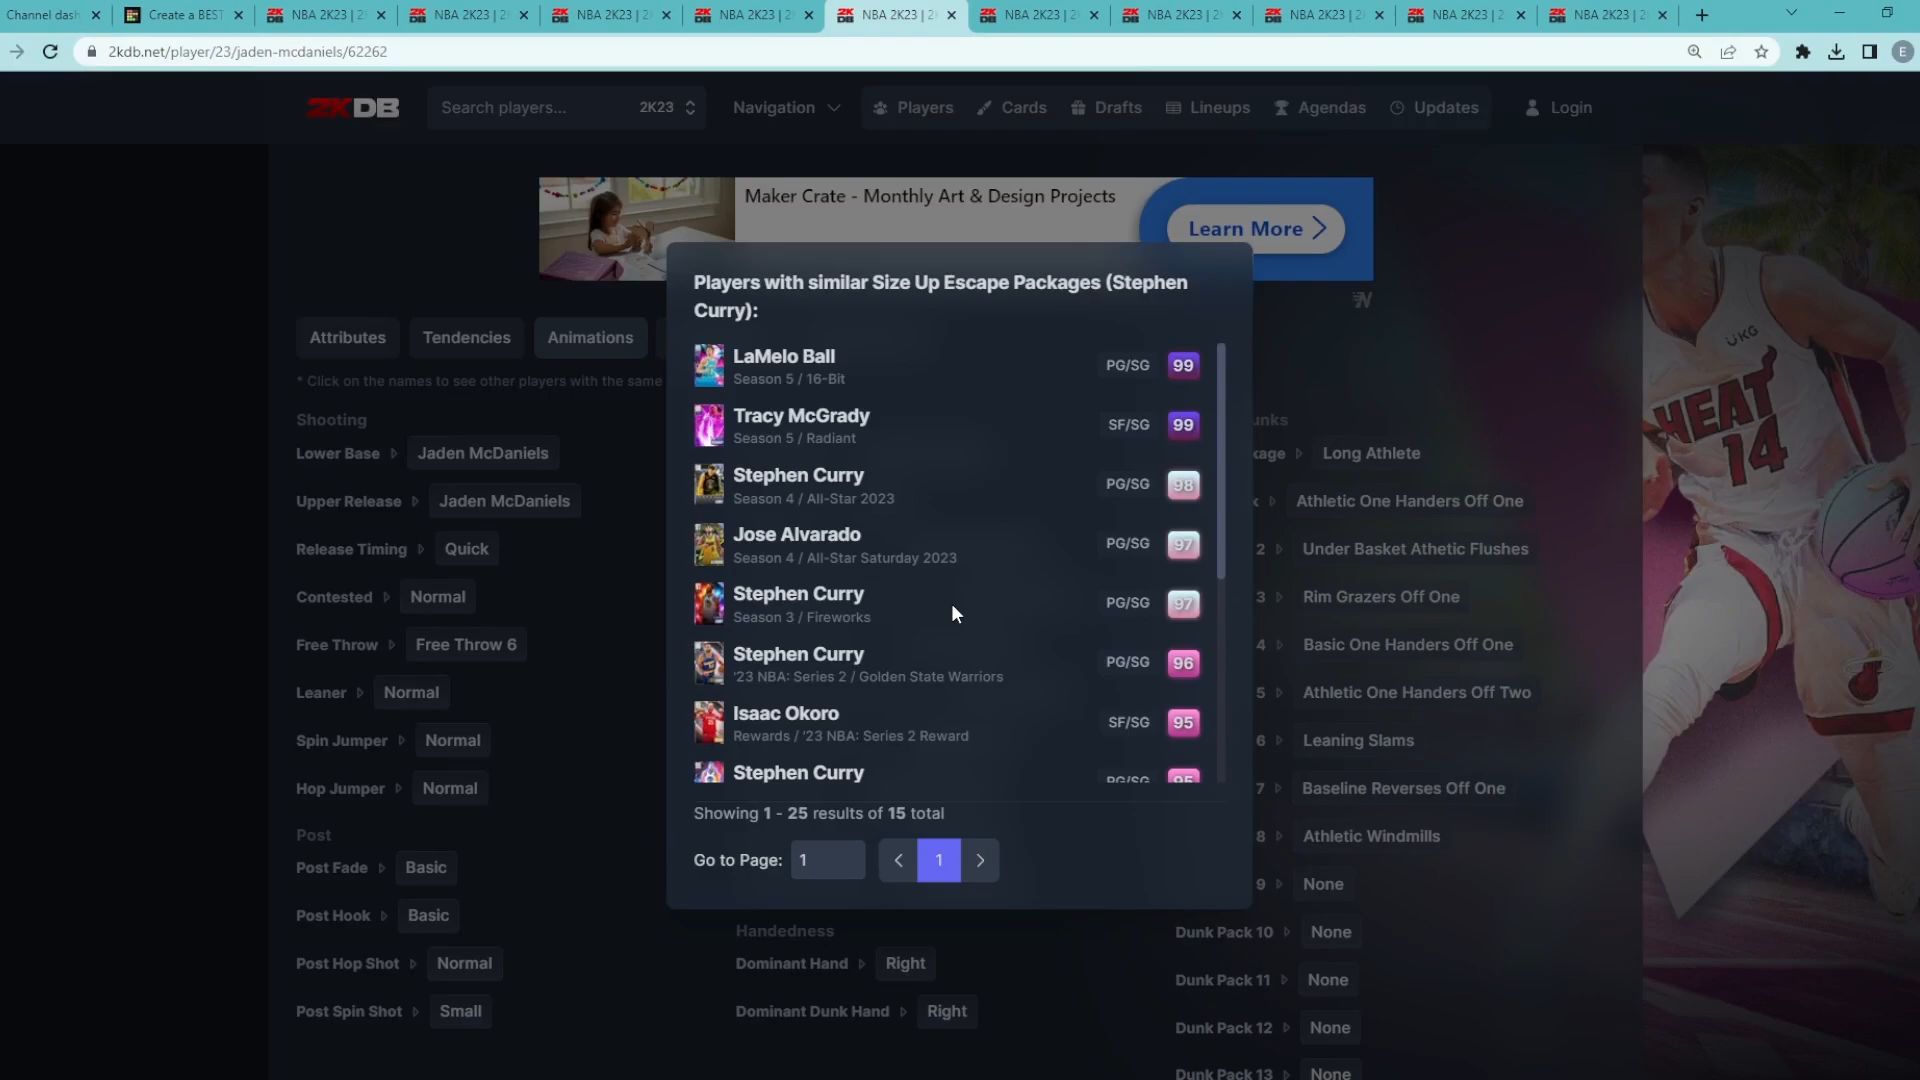 Channel dash
Create a BEST
NBA 2K23 | 2
NBA 2K23 | 2
NBA 2K23 | 2
NBA 2K23 | 2
NBA 2K23 | 2
NBA 2K23 | 2
NBA 2K23 | 2
NBA 2K23 | 2
NBA 2K23 | 2
NBA 2K23 | 2
2kdb.net/player/23/jaden-mcdaniels/62262
E
2KDB
Search players...
2K23
Navigation
Players
Cards
Drafts
Lineups
Agendas
Updates
Login
Maker Crate - Monthly Art & Design Projects
Learn More
Attributes
Tendencies
Animations
* Click on the names to see other players with the same
Shooting
Lower Base
Jaden McDaniels
Upper Release
Jaden McDaniels
Release Timing
Quick
Contested
Normal
Free Throw
Free Throw 6
Leaner
Normal
Spin Jumper
Normal
Hop Jumper
Normal
Post
Post Fade
Basic
Post Hook
Basic
Post Hop Shot
Normal
Post Spin Shot
Small
Players with similar Size Up Escape Packages (Stephen
Curry):
LaMelo Ball
Season 5 / 16-Bit
PG/SG
99
Tracy McGrady
Season 5 / Radiant
SF/SG
99
Stephen Curry
Season 4 / All-Star 2023
PG/SG
98
Jose Alvarado
Season 4 / All-Star Saturday 2023
PG/SG
97
Stephen Curry
Season 3 / Fireworks
PG/SG
97
Stephen Curry
'23 NBA: Series 2 / Golden State Warriors
PG/SG
96
Isaac Okoro
Rewards / '23 NBA: Series 2 Reward
SF/SG
95
Stephen Curry
PG/SG
95
Showing 1 - 25 results of 15 total
Go to Page:
1
1
Handedness
Dominant Hand
Right
Dominant Dunk Hand
Right
unks
kage
Long Athlete
k
Athletic One Handers Off One
2
Under Basket Athetic Flushes
3
Rim Grazers Off One
4
Basic One Handers Off One
5
Athletic One Handers Off Two
6
Leaning Slams
7
Baseline Reverses Off One
8
Athletic Windmills
9
None
Dunk Pack 10
None
Dunk Pack 11
None
Dunk Pack 12
None
Dunk Pack 13
None
UKG
HEAT
14